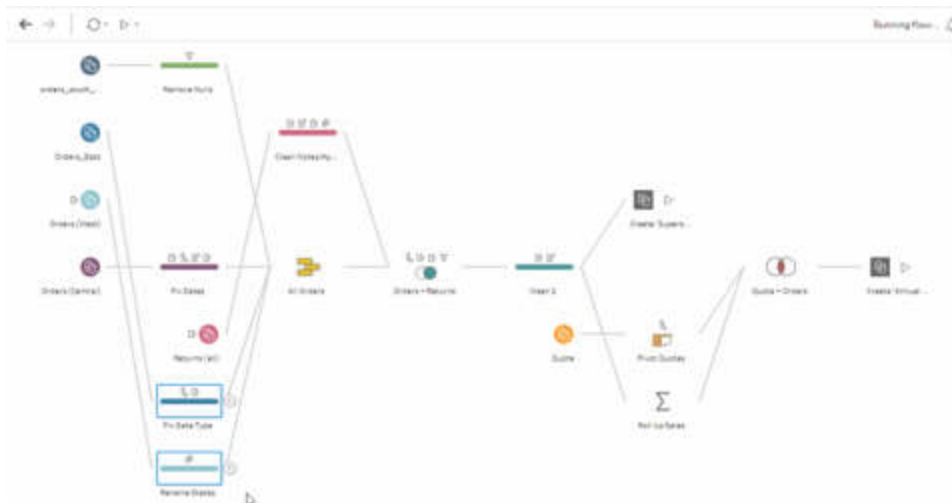 Running flow...
orders_south_...
Remove Nulls
Orders_East
Clean Notes/Ap...
Orders (West)
Create 'Supers...
Orders (Central)
Fix Dates
All Orders
Orders + Returns
Clean 2
Quota + Orders
Create 'Annual ...
Returns (all)
Quota
Pivot Quotas
Fix Data Type
Roll Up Sales
Rename States